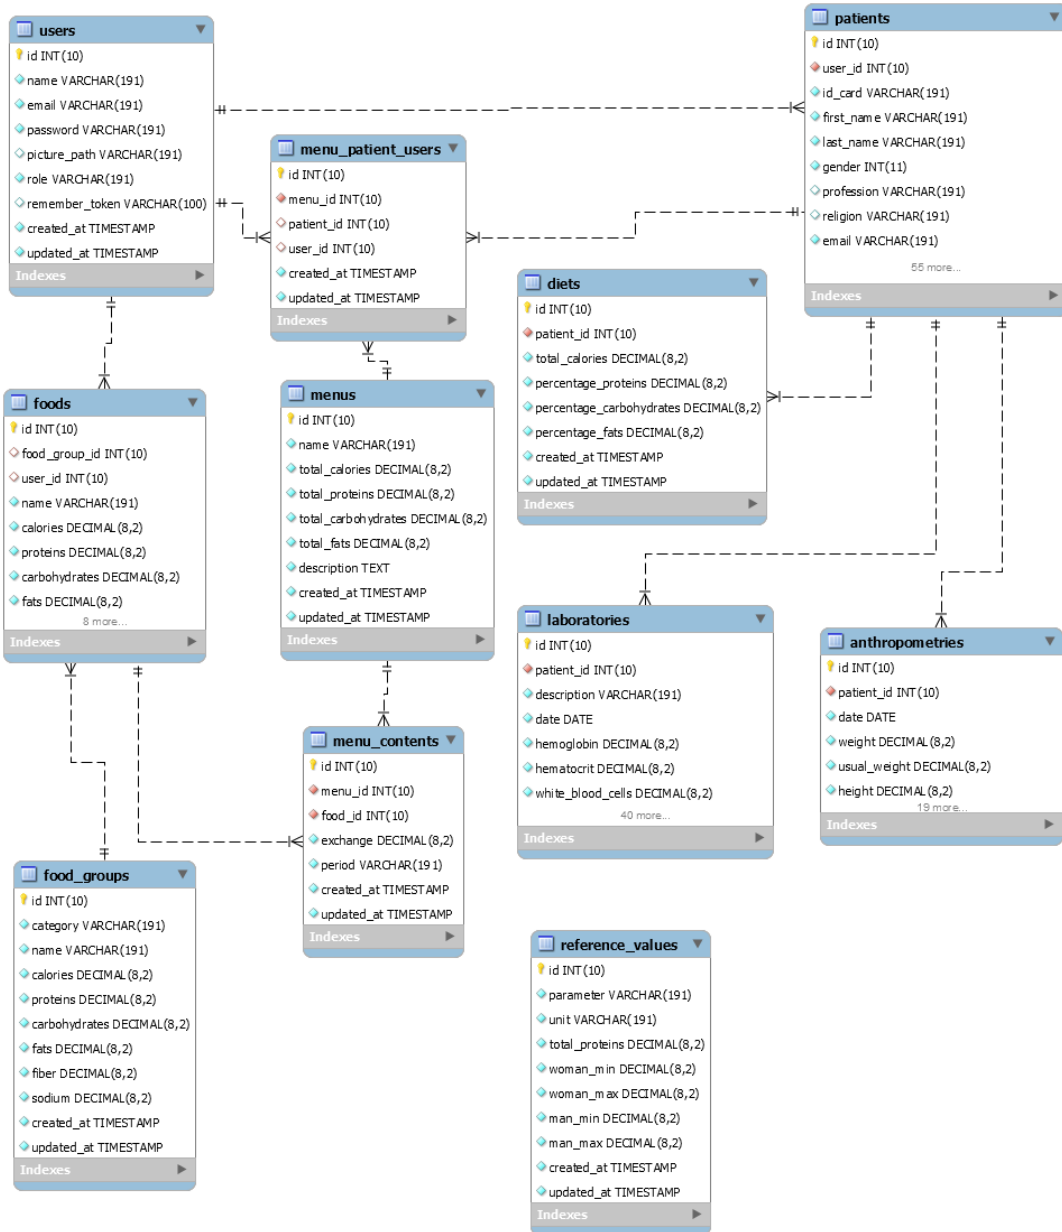 users
id INT(10)
name VARCHAR(191)
email VARCHAR(191)
password VARCHAR(191)
picture_path VARCHAR(191)
role VARCHAR(191)
remember_token VARCHAR(100)
created_at TIMESTAMP
updated_at TIMESTAMP
Indexes
patients
id INT(10)
user_id INT(10)
id_card VARCHAR(191)
first_name VARCHAR(191)
last_name VARCHAR(191)
gender INT(11)
profession VARCHAR(191)
religion VARCHAR(191)
email VARCHAR(191)
55 more...
Indexes
menu_patient_users
id INT(10)
menu_id INT(10)
patient_id INT(10)
user_id INT(10)
created_at TIMESTAMP
updated_at TIMESTAMP
Indexes
diets
id INT(10)
patient_id INT(10)
total_calories DECIMAL(8,2)
percentage_proteins DECIMAL(8,2)
percentage_carbohydrates DECIMAL(8,2)
percentage_fats DECIMAL(8,2)
created_at TIMESTAMP
updated_at TIMESTAMP
Indexes
foods
id INT(10)
food_group_id INT(10)
user_id INT(10)
name VARCHAR(191)
calories DECIMAL(8,2)
proteins DECIMAL(8,2)
carbohydrates DECIMAL(8,2)
fats DECIMAL(8,2)
8 more...
Indexes
menus
id INT(10)
name VARCHAR(191)
total_calories DECIMAL(8,2)
total_proteins DECIMAL(8,2)
total_carbohydrates DECIMAL(8,2)
total_fats DECIMAL(8,2)
description TEXT
created_at TIMESTAMP
updated_at TIMESTAMP
Indexes
laboratories
id INT(10)
patient_id INT(10)
description VARCHAR(191)
date DATE
hemoglobin DECIMAL(8,2)
hematocrit DECIMAL(8,2)
white_blood_cells DECIMAL(8,2)
40 more...
Indexes
anthropometries
id INT(10)
patient_id INT(10)
date DATE
weight DECIMAL(8,2)
usual_weight DECIMAL(8,2)
height DECIMAL(8,2)
19 more...
Indexes
menu_contents
id INT(10)
menu_id INT(10)
food_id INT(10)
exchange DECIMAL(8,2)
period VARCHAR(191)
created_at TIMESTAMP
updated_at TIMESTAMP
Indexes
food_groups
id INT(10)
category VARCHAR(191)
name VARCHAR(191)
calories DECIMAL(8,2)
proteins DECIMAL(8,2)
carbohydrates DECIMAL(8,2)
fats DECIMAL(8,2)
fiber DECIMAL(8,2)
sodium DECIMAL(8,2)
created_at TIMESTAMP
updated_at TIMESTAMP
Indexes
reference_values
id INT(10)
parameter VARCHAR(191)
unit VARCHAR(191)
total_proteins DECIMAL(8,2)
woman_min DECIMAL(8,2)
woman_max DECIMAL(8,2)
man_min DECIMAL(8,2)
man_max DECIMAL(8,2)
created_at TIMESTAMP
updated_at TIMESTAMP
Indexes